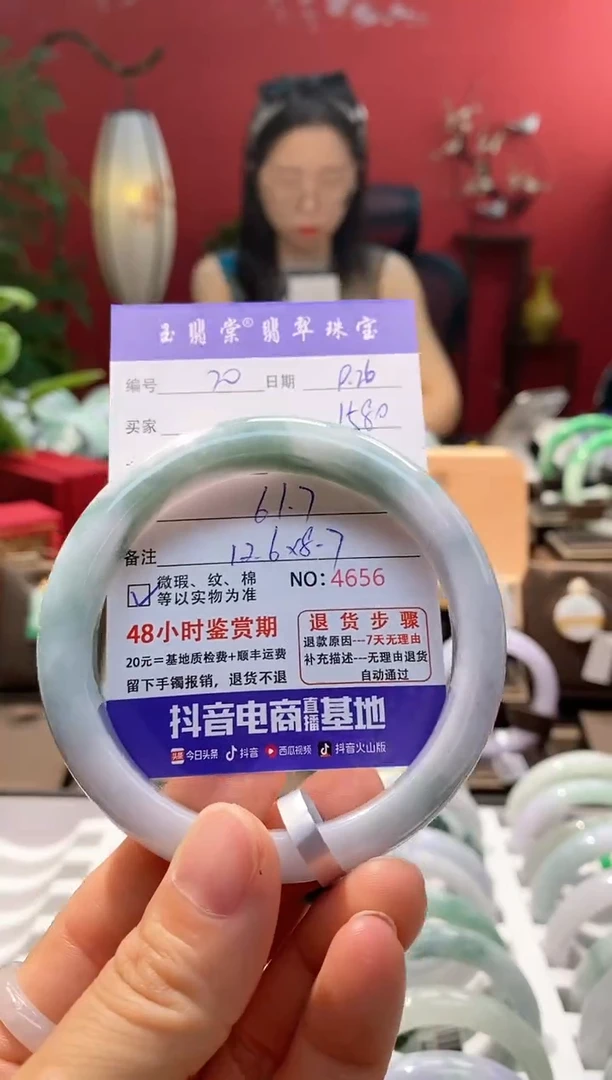 玉翡棠®翡翠珠宝
编号 20 日期 9.26
买家 1580
61.7
备注 12.6x8.7
微瑕、纹、棉
等以实物为准
NO:4656
48小时鉴赏期
20元=基地质检费+顺丰运费
留下手镯报销,退货不退
退货步骤
退款原因---7天无理由
补充描述---无理由退货
自动通过
抖音电商直播基地
头条 今日头条 抖音 西瓜视频 抖音火山版